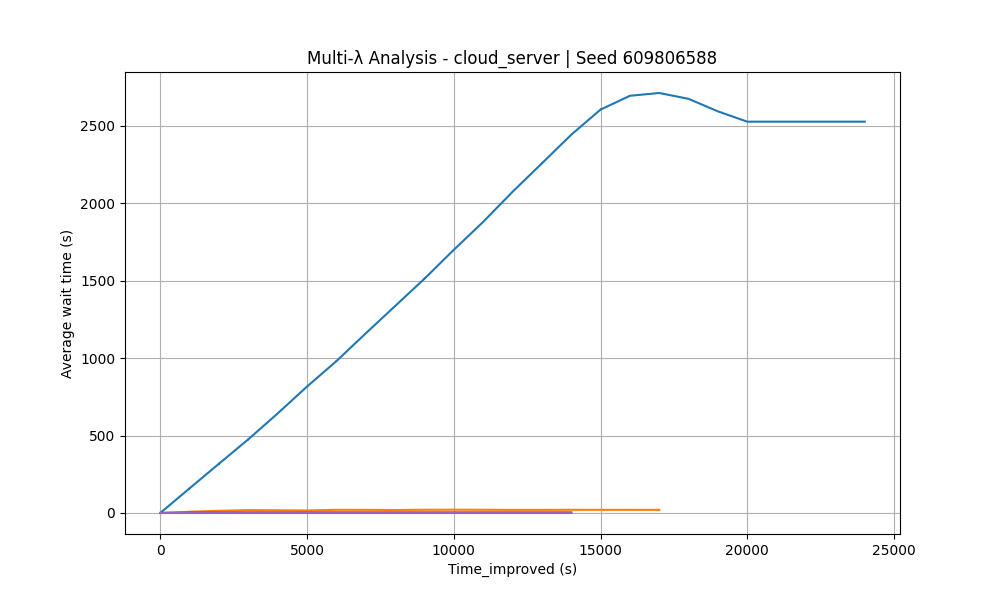 Multi-λ Analysis - cloud_server | Seed 609806588
Average wait time (s)
2500
2000
1500
1000
500
0
0 5000 10000 15000 20000 25000
Time_improved (s)